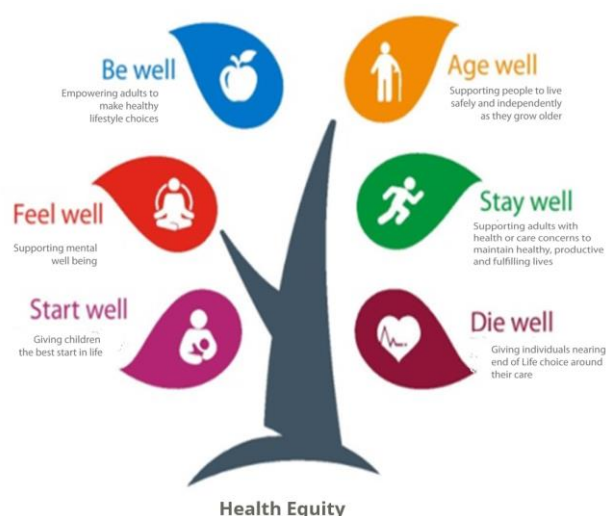 Be well
Empowering adults to
make healthy
lifestyle choices
Age well
Supporting people to live
safely and independently
as they grow older
Feel well
Supporting mental
well being
Stay well
Supporting adults with
health or care concerns to
maintain healthy, productive
and fulfilling lives
Start well
Giving children
the best start in life
Die well
Giving individuals nearing
end of Life choice around
their care
Health Equity